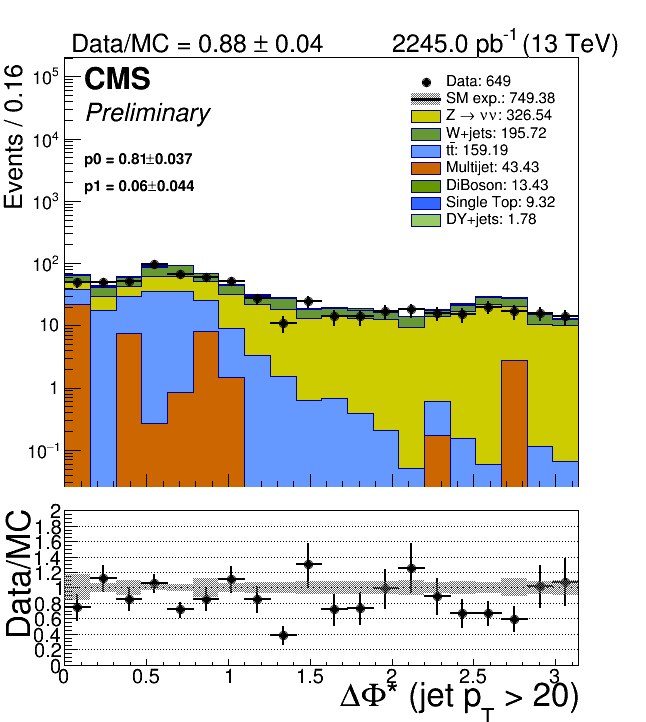 Data/MC = 0.88 ± 0.04 2245.0 pb⁻¹ (13 TeV)
Events / 0.16
CMS
Preliminary
p0 = 0.81±0.037
p1 = 0.06±0.044
Data: 649
SM exp.: 749.38
Z → νν: 326.54
W+jets: 195.72
tt̄: 159.19
Multijet: 43.43
DiBoson: 13.43
Single Top: 9.32
DY+jets: 1.78
10⁵
10⁴
10³
10²
10
1
10⁻¹
Data/MC
2
1.8
1.6
1.4
1.2
1
0.8
0.6
0.4
0.2
0
0 0.5 1 1.5 2 2.5 3
ΔΦ* (jet p_T > 20)